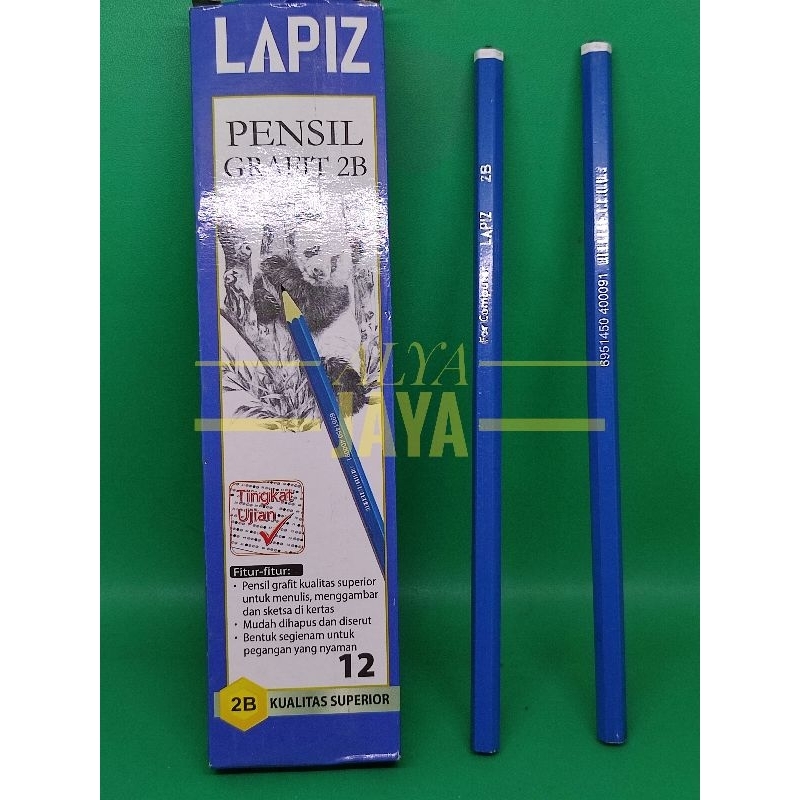 LAPIZ
PENSIL
GRAFIT 2B
6951450 400091
Tingkat
Ujian
Fitur-fitur:
• Pensil grafit kualitas superior
untuk menulis, menggambar
dan sketsa di kertas
• Mudah dihapus dan diserut
• Bentuk segienam untuk
pegangan yang nyaman
12
2B KUALITAS SUPERIOR
For Computer LAPIZ 2B
6951450 400091
ALYA
JAYA